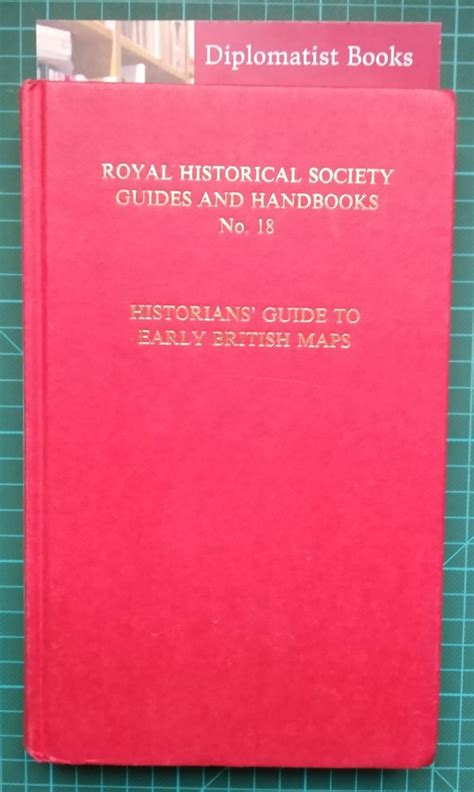 Diplomatist Books
ROYAL HISTORICAL SOCIETY
GUIDES AND HANDBOOKS
No. 18
HISTORIANS' GUIDE TO
EARLY BRITISH MAPS